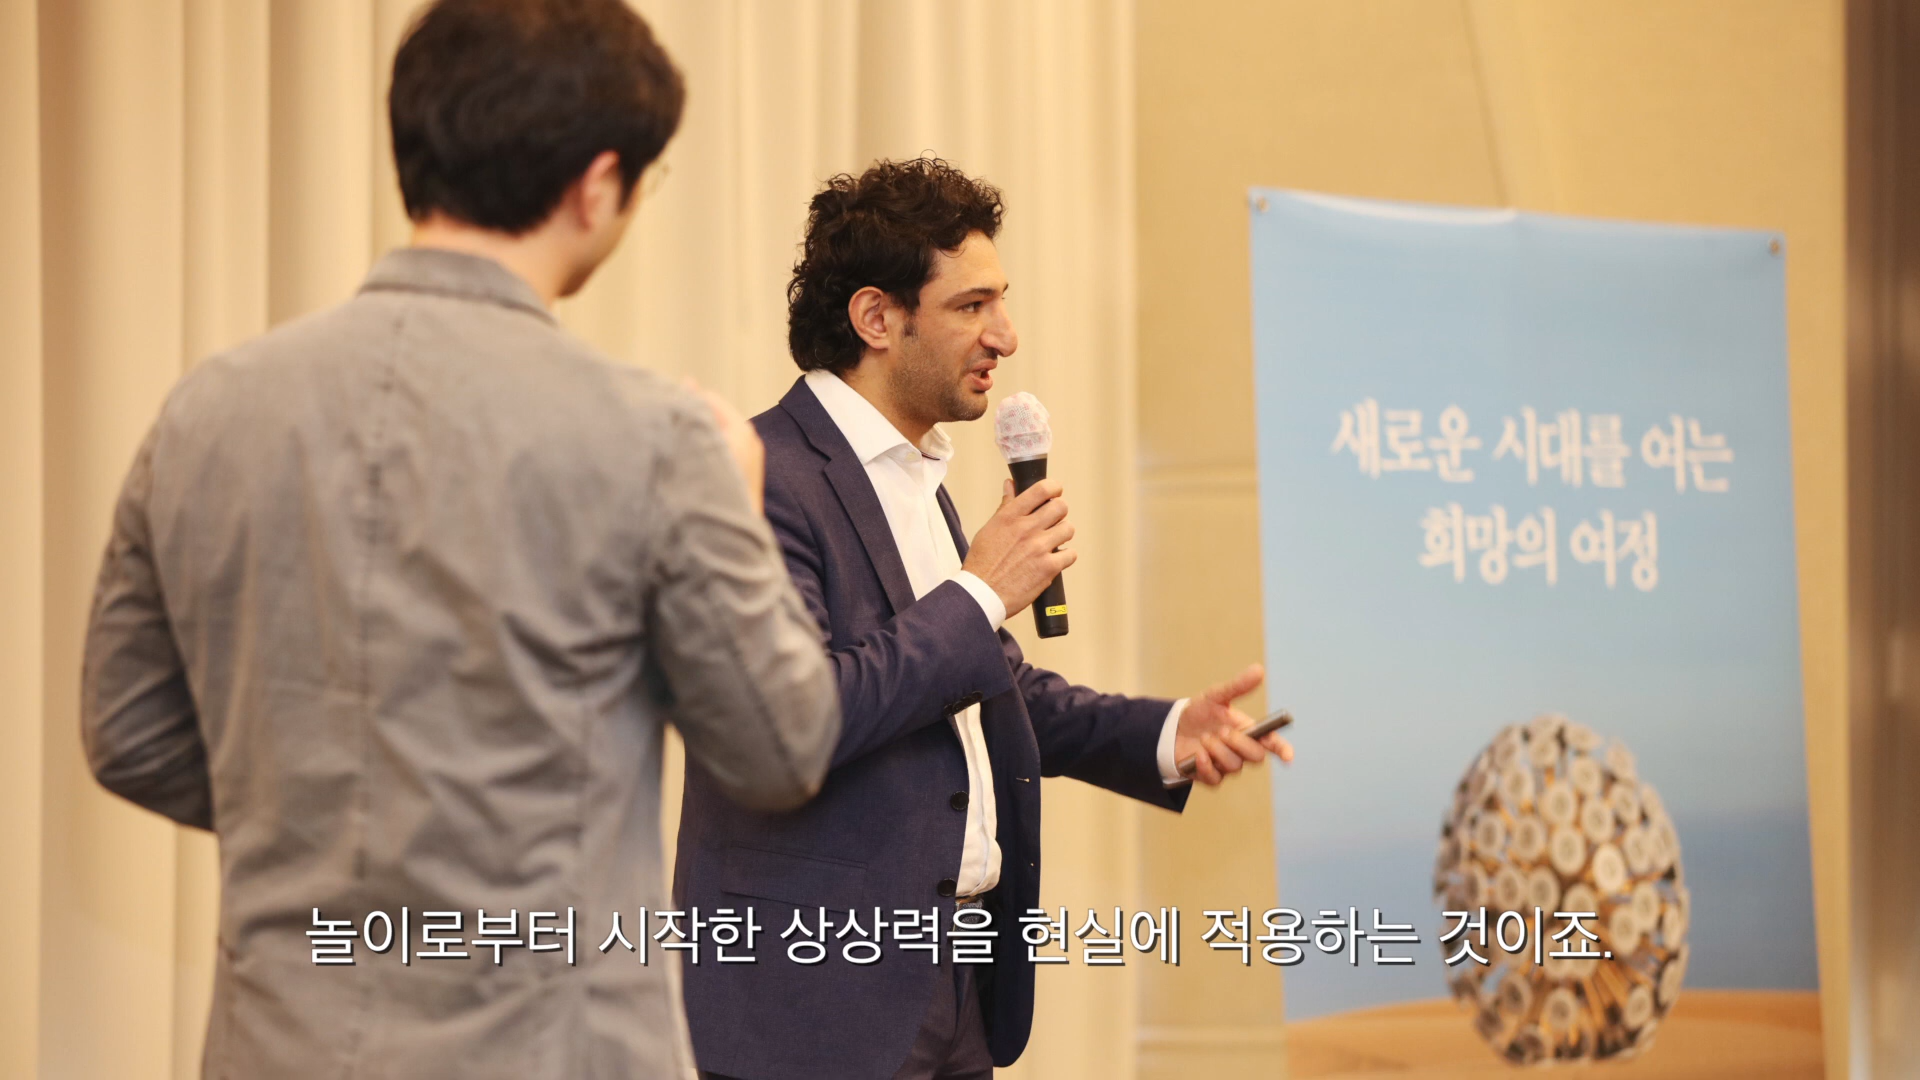 새로운 시대를 여는
희망의 여정
놀이로부터 시작한 상상력을 현실에 적용하는 것이죠.